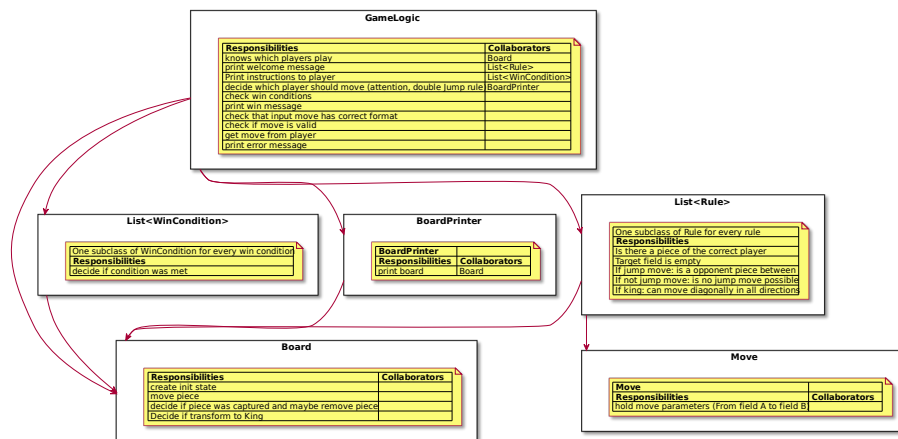 GameLogic
Responsibilities Collaborators
knows which players play Board
print welcome message List<Rule>
Print instructions to player List<WinCondition>
decide which player should move (attention, double Jump rule) BoardPrinter
check win conditions
print win message
check that input move has correct format
check if move is valid
get move from player
print error message
List<WinCondition>
One subclass of WinCondition for every win condition
Responsibilities
decide if condition was met
BoardPrinter
BoardPrinter
Responsibilities Collaborators
print board Board
List<Rule>
One subclass of Rule for every rule
Responsibilities
Is there a piece of the correct player
Target field is empty
If jump move: is a opponent piece between
If not jump move: is no jump move possible
If king: can move diagonally in all directions
Board
Responsibilities Collaborators
create init state
move piece
decide if piece was captured and maybe remove piece
Decide if transform to King
Move
Move
Responsibilities Collaborators
hold move parameters (From field A to field B)